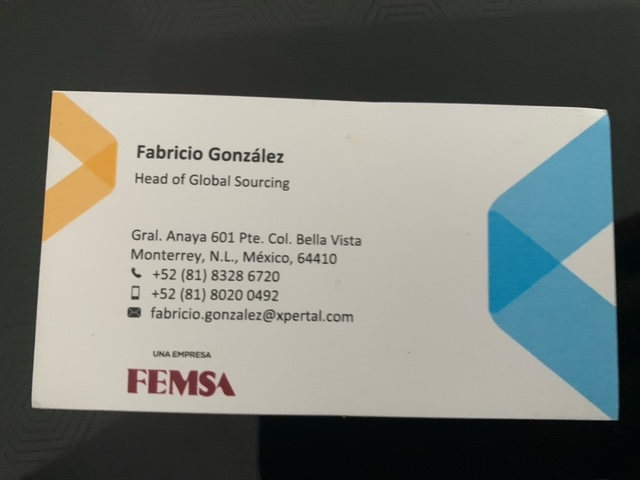 Fabricio González
Head of Global Sourcing
Gral. Anaya 601 Pte. Col. Bella Vista
Monterrey, N.L., México, 64410
+52 (81) 8328 6720
+52 (81) 8020 0492
fabricio.gonzalez@xpertal.com
UNA EMPRESA
FEMSA